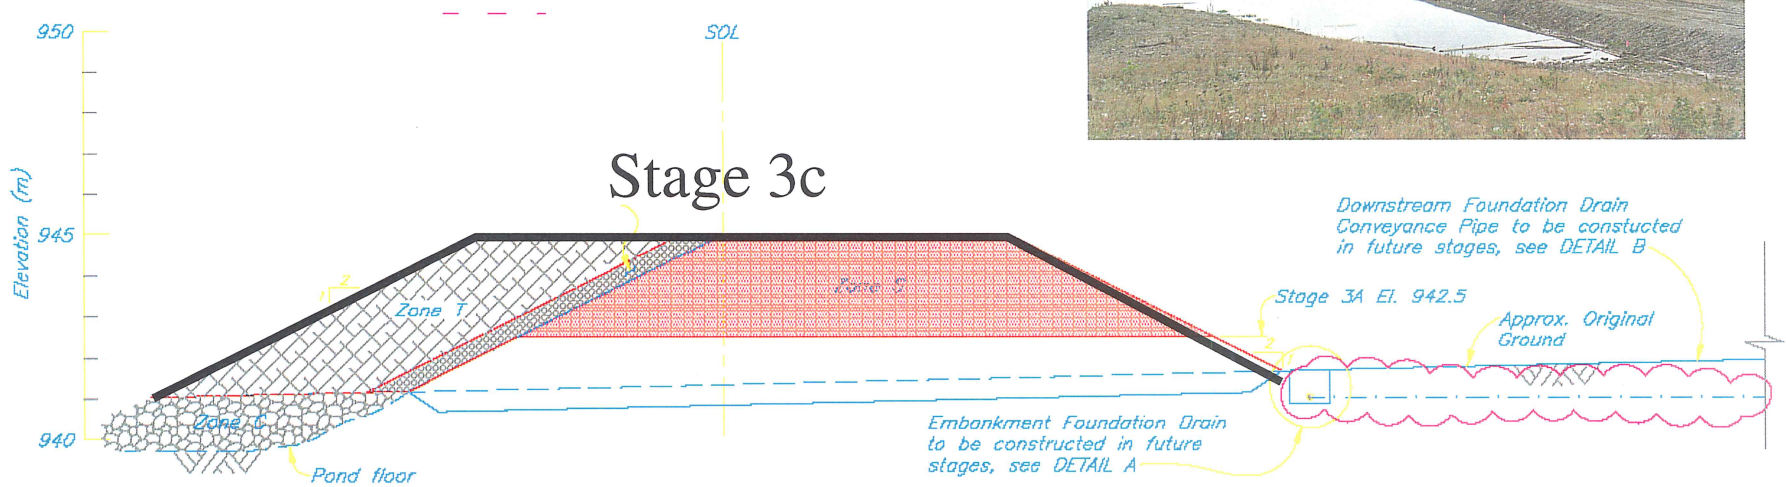 950
SOL
Stage 3c
Elevation (m)
945
Downstream Foundation Drain
Conveyance Pipe to be constucted
in future stages, see DETAIL B
2
1
Zone T
Zone S
Stage 3A El. 942.5
Approx. Original
Ground
2
1
940
Zone C
Pond floor
Embankment Foundation Drain
to be constructed in future
stages, see DETAIL A